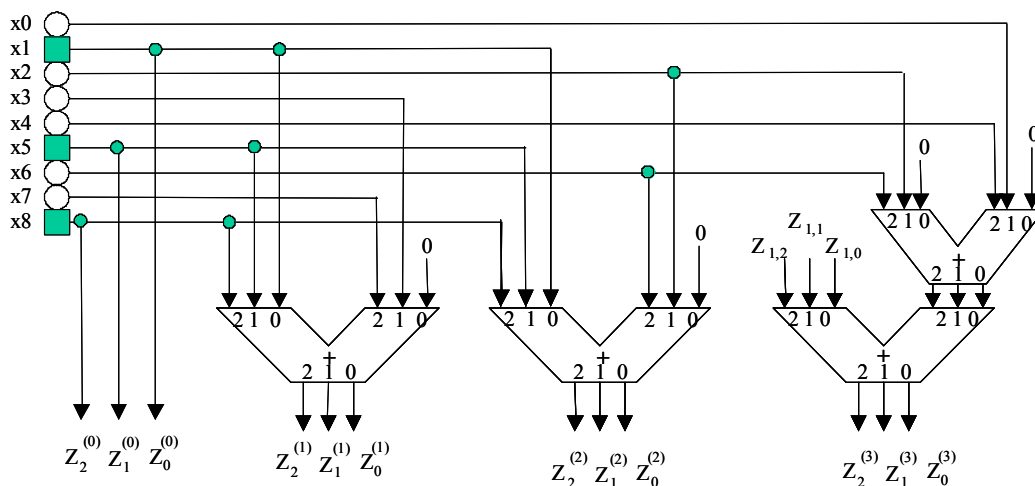 x0
x1
x2
x3
x4
x5
x6
x7
x8
0
0
0
0
2 1 0
2 1 0
+
2 1 0
Z1,2
Z1,1
Z1,0
2 1 0
2 1 0
+
2 1 0
2 1 0
2 1 0
+
2 1 0
2 1 0
2 1 0
+
2 1 0
Z2(0) Z1(0) Z0(0)
Z2(1) Z1(1) Z0(1)
Z2(2) Z1(2) Z0(2)
Z2(3) Z1(3) Z0(3)